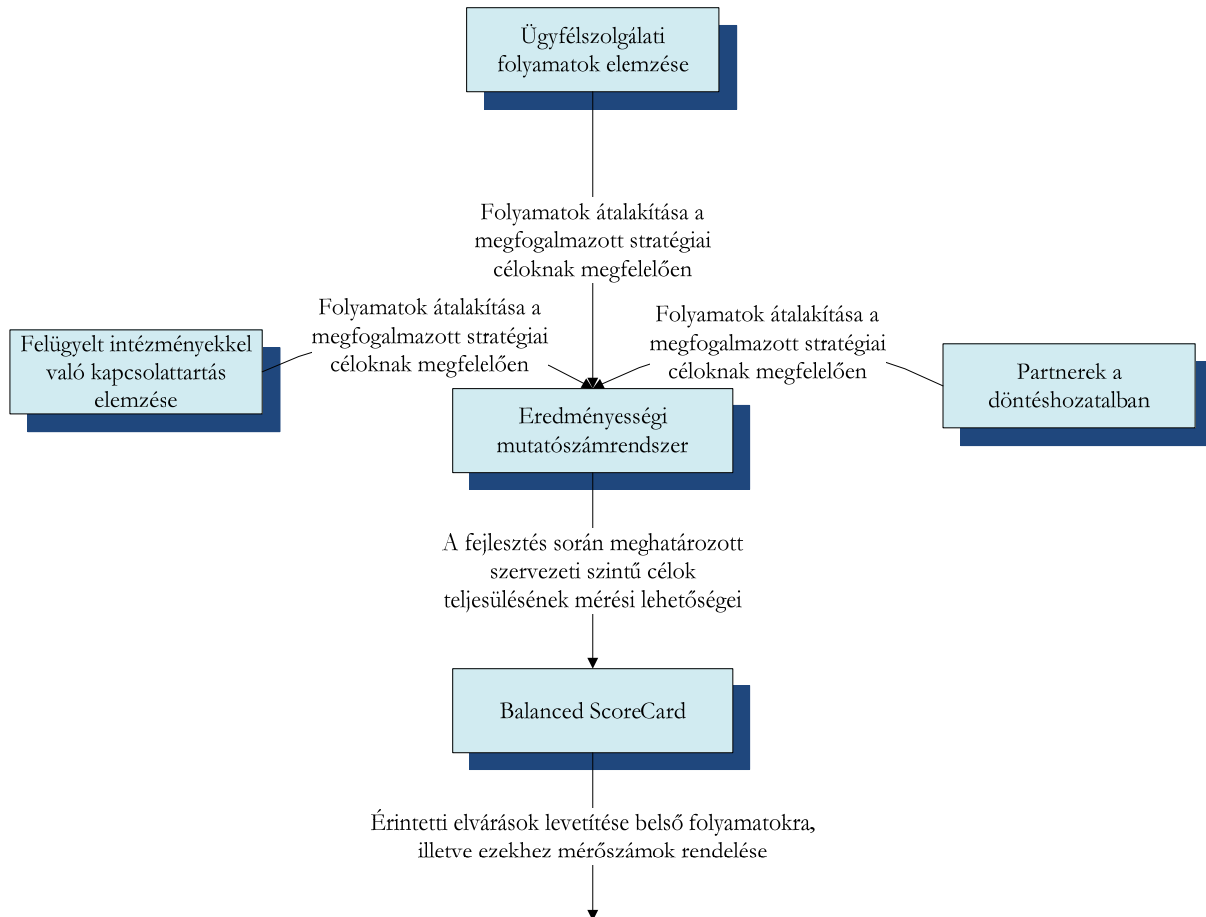 Ügyfélszolgálati
folyamatok elemzése
Folyamatok átalakítása a
megfogalmazott stratégiai
céloknak megfelelően
Folyamatok átalakítása a
megfogalmazott stratégiai
céloknak megfelelően
Folyamatok átalakítása a
megfogalmazott stratégiai
céloknak megfelelően
Felügyelt intézményekkel
való kapcsolattartás
elemzése
Partnerek a
döntéshozatalban
Eredményességi
mutatószámrendszer
A fejlesztés során meghatározott
szervezeti szintű célok
teljesülésének mérési lehetőségei
Balanced ScoreCard
Érintetti elvárások levetítése belső folyamatokra,
illetve ezekhez mérőszámok rendelése